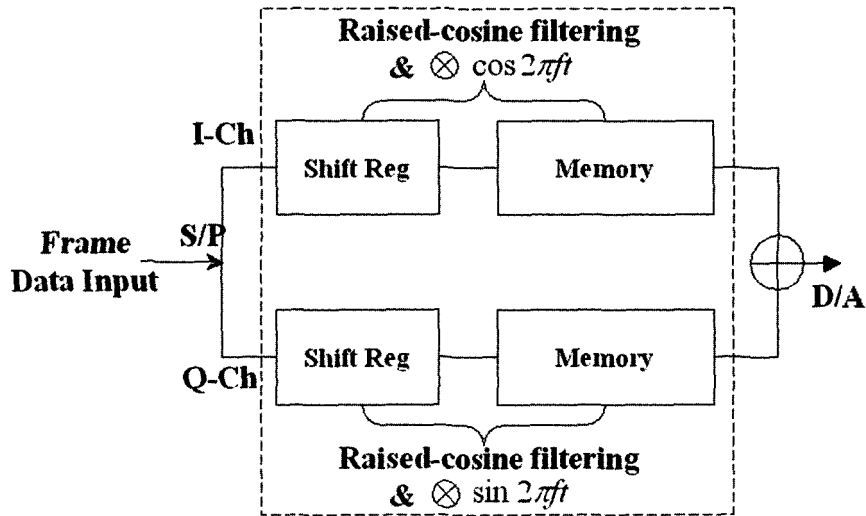 Raised-cosine filtering
& ⊗ cos 2πft
I-Ch
Shift Reg
Memory
S/P
Frame
Data Input
D/A
Shift Reg
Memory
Q-Ch
Raised-cosine filtering
& ⊗ sin 2πft